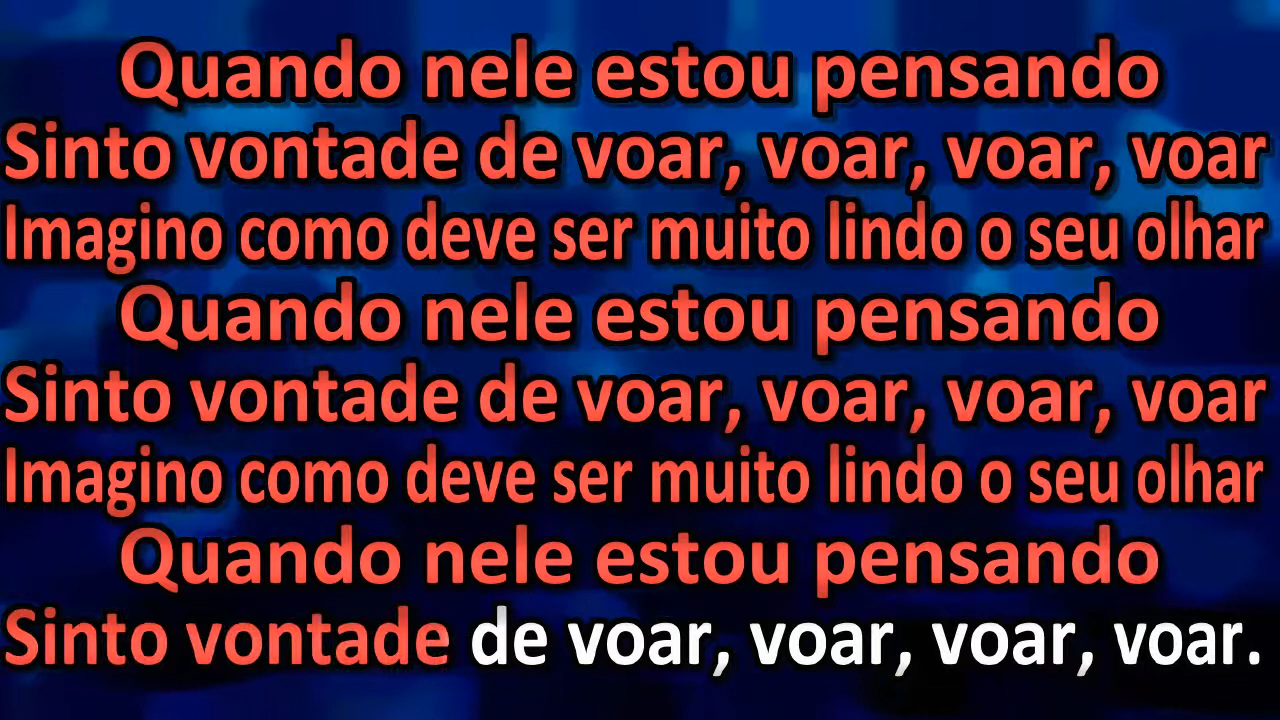 Quando nele estou pensando
Sinto vontade de voar, voar, voar, voar
Imagino como deve ser muito lindo o seu olhar
Quando nele estou pensando
Sinto vontade de voar, voar, voar, voar
Imagino como deve ser muito lindo o seu olhar
Quando nele estou pensando
Sinto vontade de voar, voar, voar, voar.